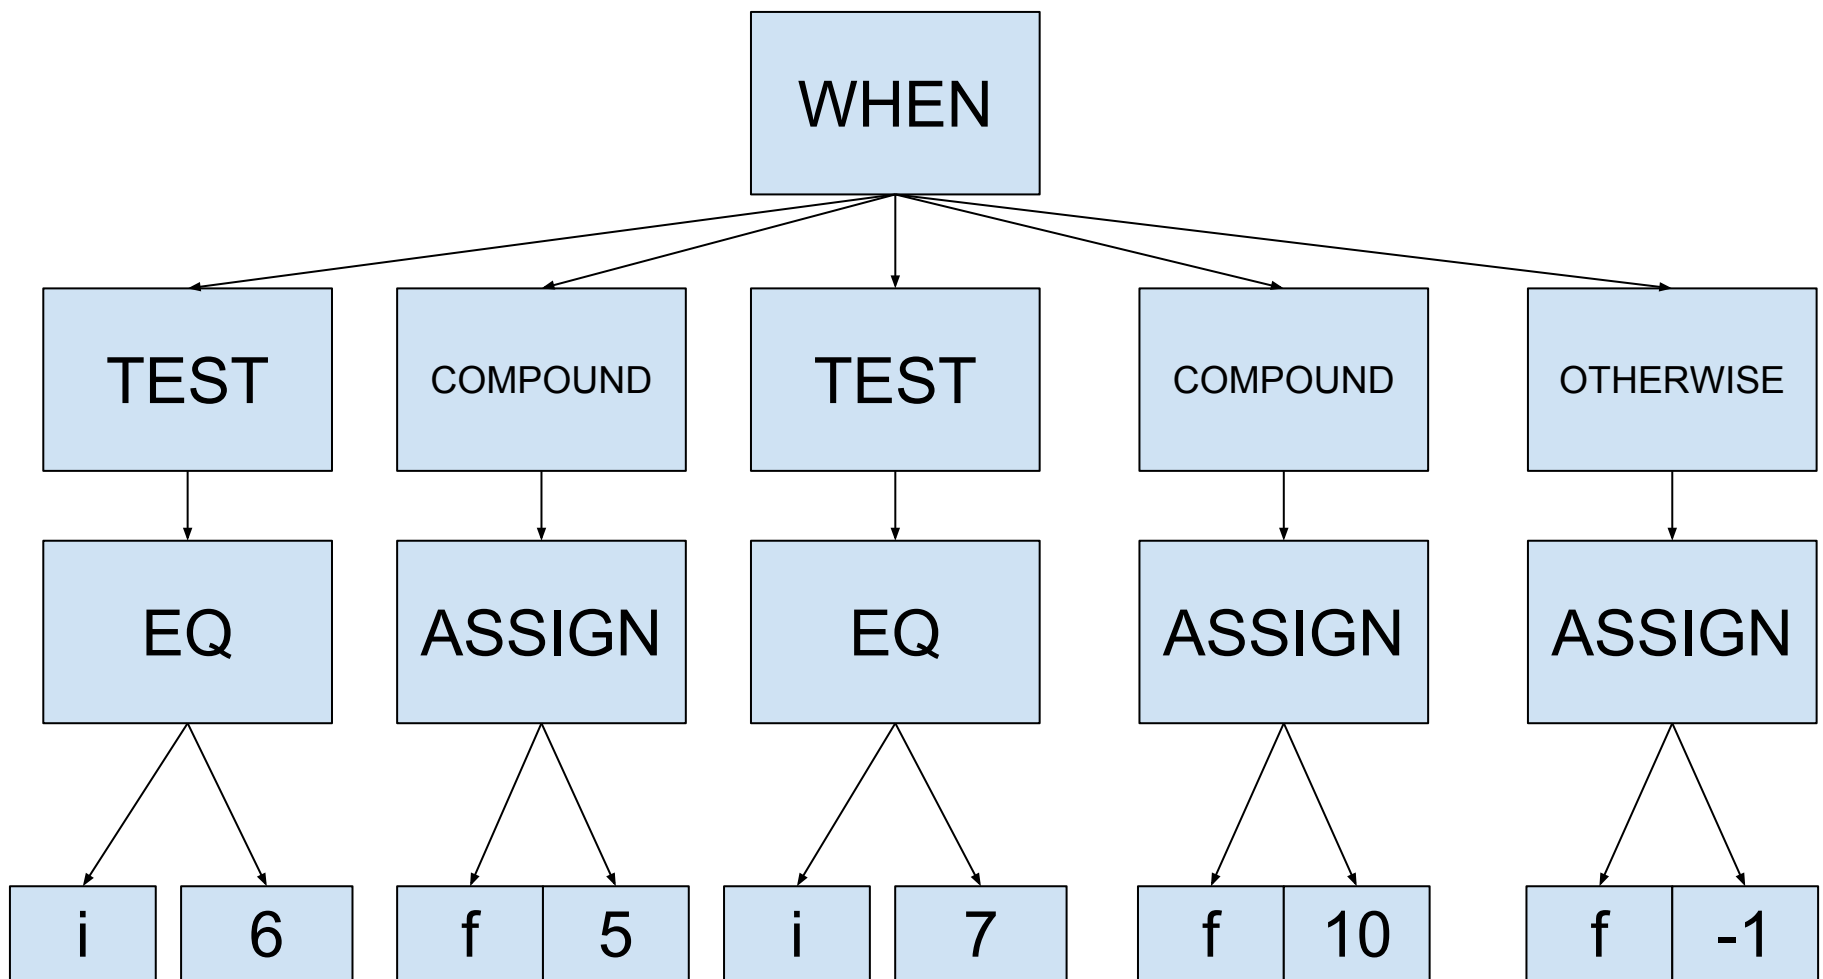 WHEN
TEST COMPOUND TEST COMPOUND OTHERWISE
EQ ASSIGN EQ ASSIGN ASSIGN
i 6 f 5 i 7 f 10 f -1